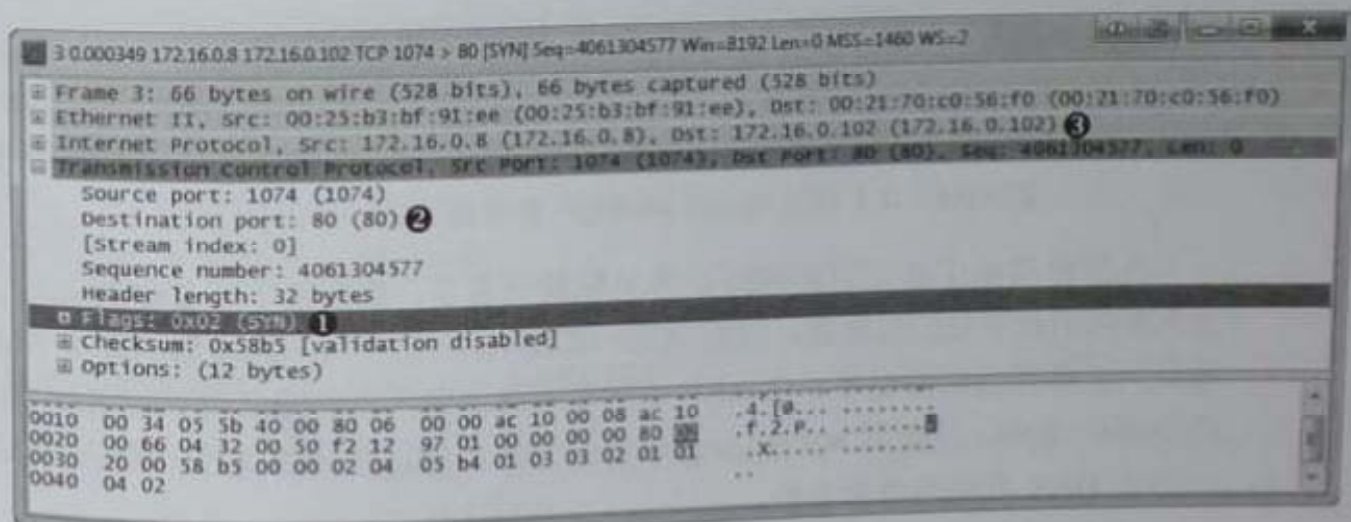 3 0.000349 172.16.0.8 172.16.0.102 TCP 1074 > 80 [SYN] Seq=4061304577 Win=8192 Len=0 MSS=1460 WS=2
Frame 3: 66 bytes on wire (528 bits), 66 bytes captured (528 bits)
Ethernet II, Src: 00:25:b3:bf:91:ee (00:25:b3:bf:91:ee), Dst: 00:21:70:c0:56:f0 (00:21:70:c0:56:f0)
Internet Protocol, Src: 172.16.0.8 (172.16.0.8), Dst: 172.16.0.102 (172.16.0.102) ❸
Transmission Control Protocol, Src Port: 1074 (1074), Dst Port: 80 (80), Seq: 4061304577, Len: 0
Source port: 1074 (1074)
Destination port: 80 (80) ❷
[Stream index: 0]
Sequence number: 4061304577
Header length: 32 bytes
Flags: 0x02 (SYN) ❶
Checksum: 0x58b5 [validation disabled]
Options: (12 bytes)
0010 00 34 05 5b 40 00 80 06 00 00 ac 10 00 08 ac 10 .4.[@... ........
0020 00 66 04 32 00 50 f2 12 97 01 00 00 00 00 80 .f.2.P.. ........
0030 20 00 58 b5 00 00 02 04 05 b4 01 03 03 02 01 01 .X..... ........
0040 04 02 ..